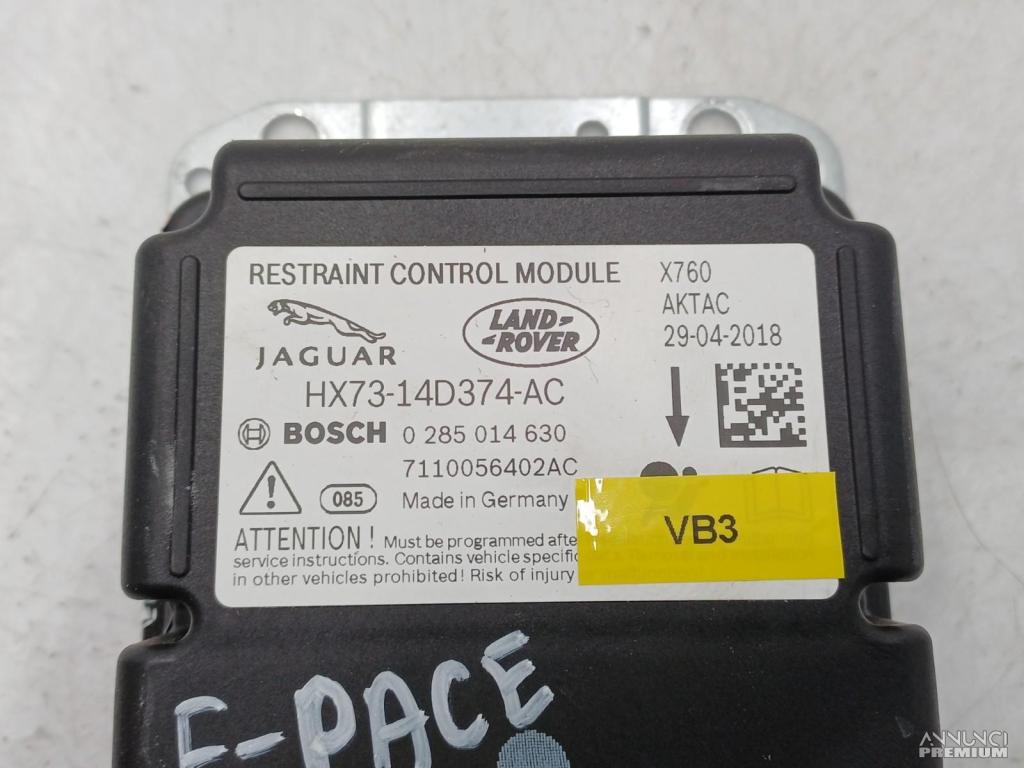 RESTRAINT CONTROL MODULE X760
AKTAC
29-04-2018
JAGUAR
LAND-
-ROVER
HX73-14D374-AC
BOSCH 0 285 014 630
7110056402AC
085 Made in Germany
VB3
ATTENTION ! Must be programmed afte
service instructions. Contains vehicle specific
in other vehicles prohibited! Risk of injury
F-PACE
ANNUNCI
PREMIUM